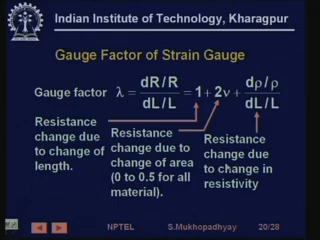 Indian Institute of Technology, Kharagpur
Gauge Factor of Strain Gauge
Gauge factor λ = (dR / R) / (dL / L) = 1 + 2ν + (dρ / ρ) / (dL / L)
Resistance
change due
to change of
length.
Resistance
change due to
change of area
(0 to 0.5 for all
material).
Resistance
change due
to change in
resistivity
NPTEL S.Mukhopadhyay 20/28